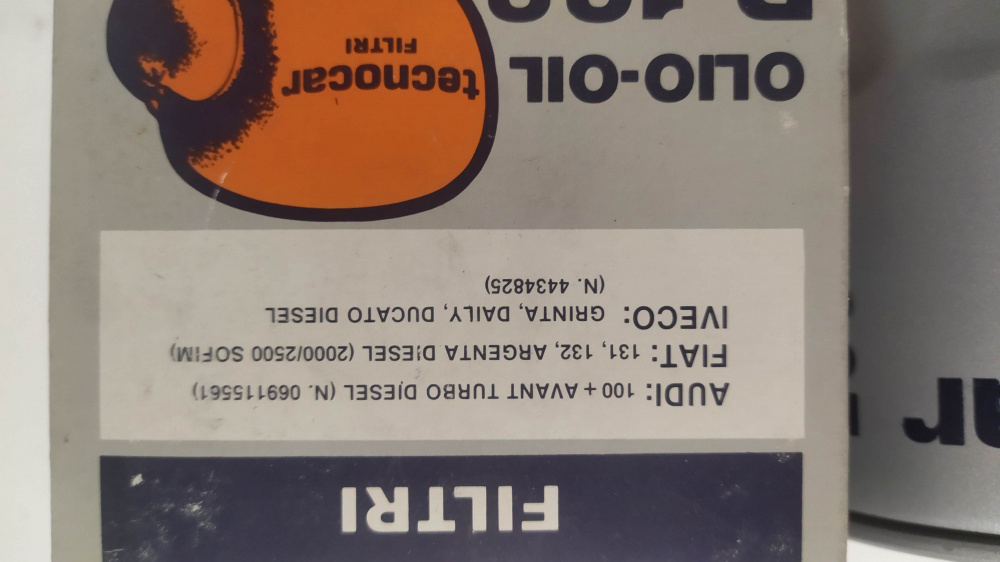 FILTRI
AUDI: 100 + AVANT TURBO DIESEL (N. 069115561)
FIAT: 131, 132, ARGENTA DIESEL (2000/2500 SOFIM)
IVECO: GRINTA, DAILY, DUCATO DIESEL
(N. 4434825)
OLIO-OIL
tecnocar
FILTRI
ar